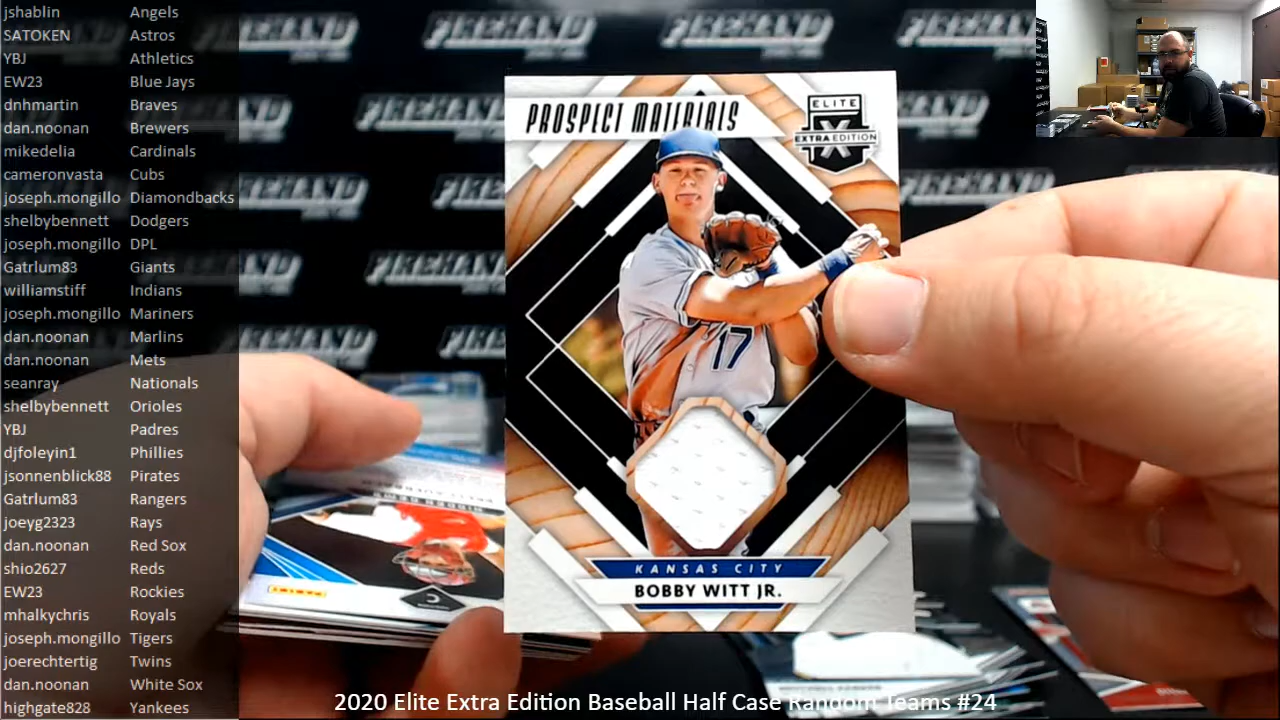 jshablin Angels
SATOKEN Astros
YBJ Athletics
EW23 Blue Jays
dnhmartin Braves
dan.noonan Brewers
mikedelia Cardinals
cameronvasta Cubs
joseph.mongillo Diamondbacks
shelbybennett Dodgers
joseph.mongillo DPL
Gatrlum83 Giants
williamstiff Indians
joseph.mongillo Mariners
dan.noonan Marlins
dan.noonan Mets
seanray Nationals
shelbybennett Orioles
YBJ Padres
djfoleyin1 Phillies
jsonnenblick88 Pirates
Gatrlum83 Rangers
joeyg2323 Rays
dan.noonan Red Sox
shio2627 Reds
EW23 Rockies
mhalkychris Royals
joseph.mongillo Tigers
joerechtertig Twins
dan.noonan White Sox
highgate828 Yankees
FIREHAND
PROSPECT MATERIALS
ELITE
X
EXTRA EDITION
17
KANSAS CITY
BOBBY WITT JR.
2020 Elite Extra Edition Baseball Half Case Random Teams #24